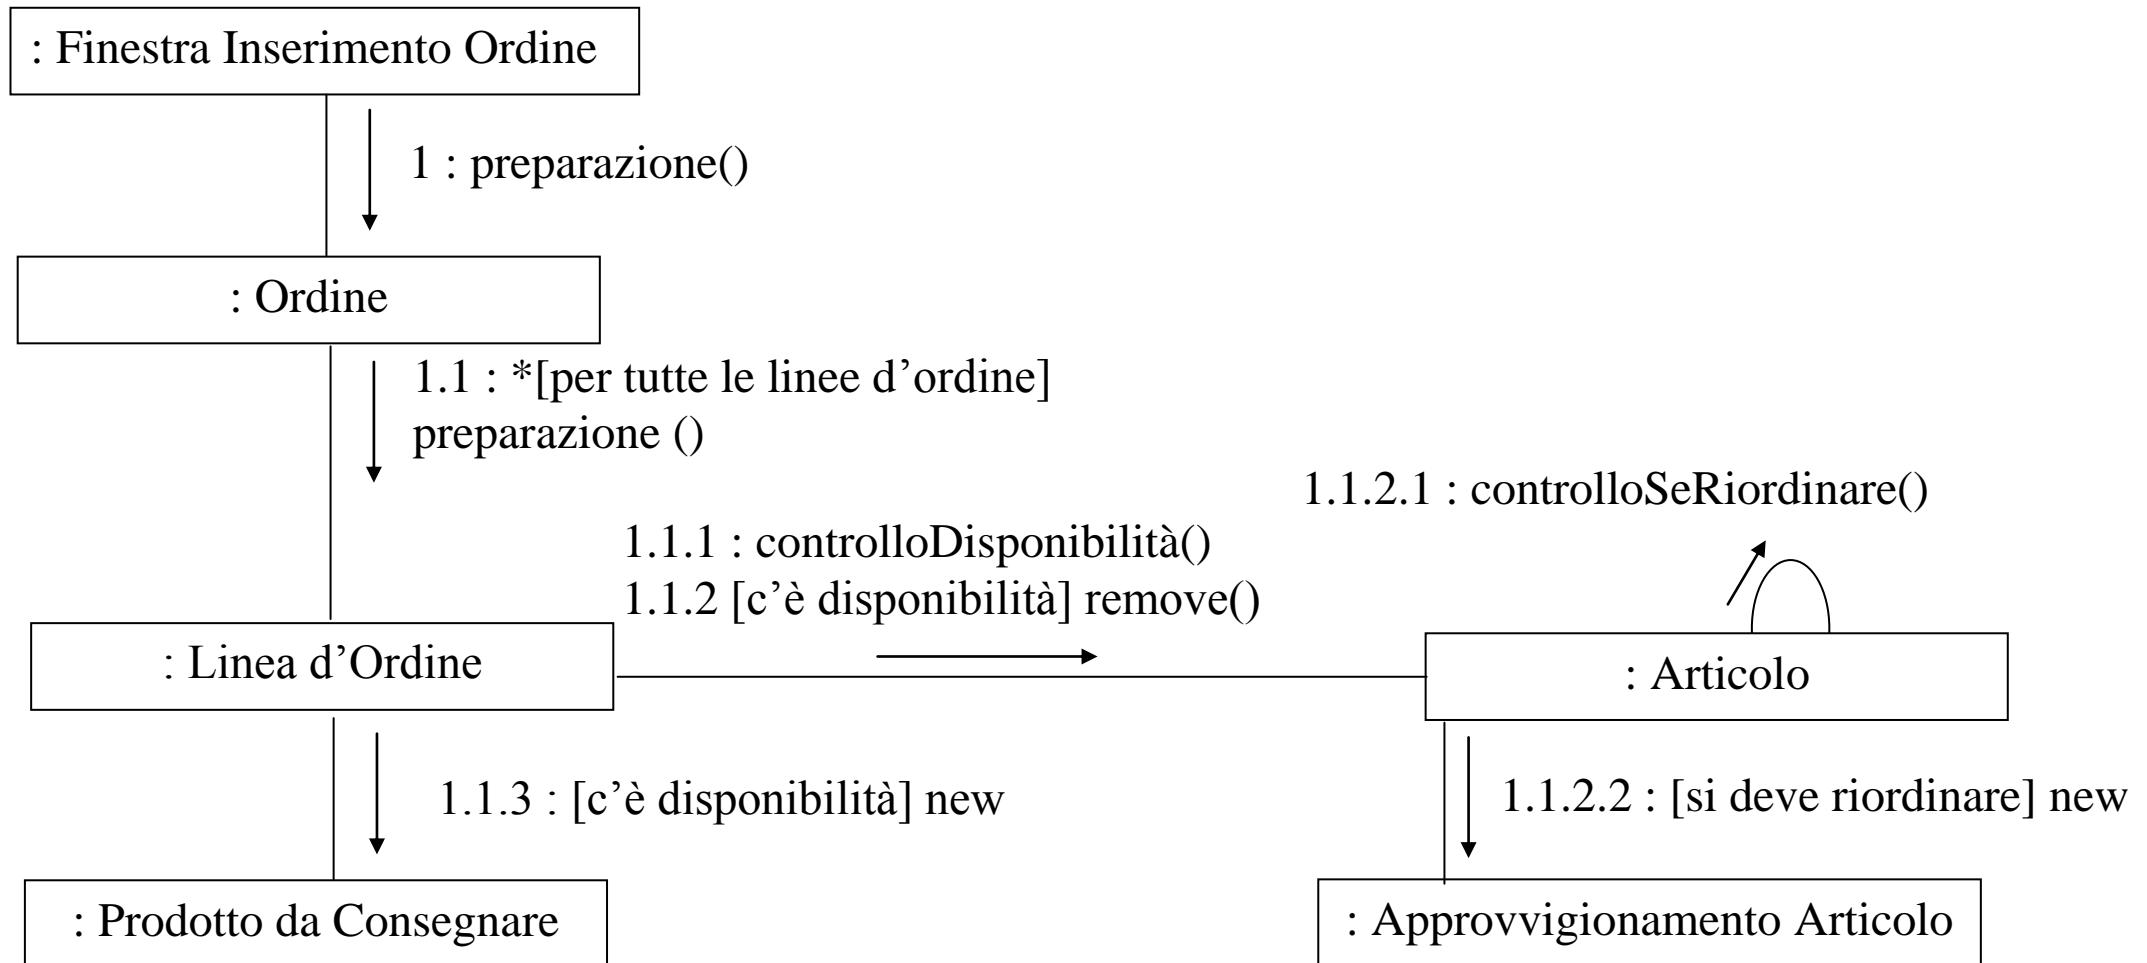 : Finestra Inserimento Ordine
1 : preparazione()
: Ordine
1.1 : *[per tutte le linee d’ordine]
preparazione ()
1.1.2.1 : controlloSeRiordinare()
1.1.1 : controlloDisponibilità()
1.1.2 [c’è disponibilità] remove()
: Linea d’Ordine
: Articolo
1.1.3 : [c’è disponibilità] new
1.1.2.2 : [si deve riordinare] new
: Prodotto da Consegnare
: Approvvigionamento Articolo